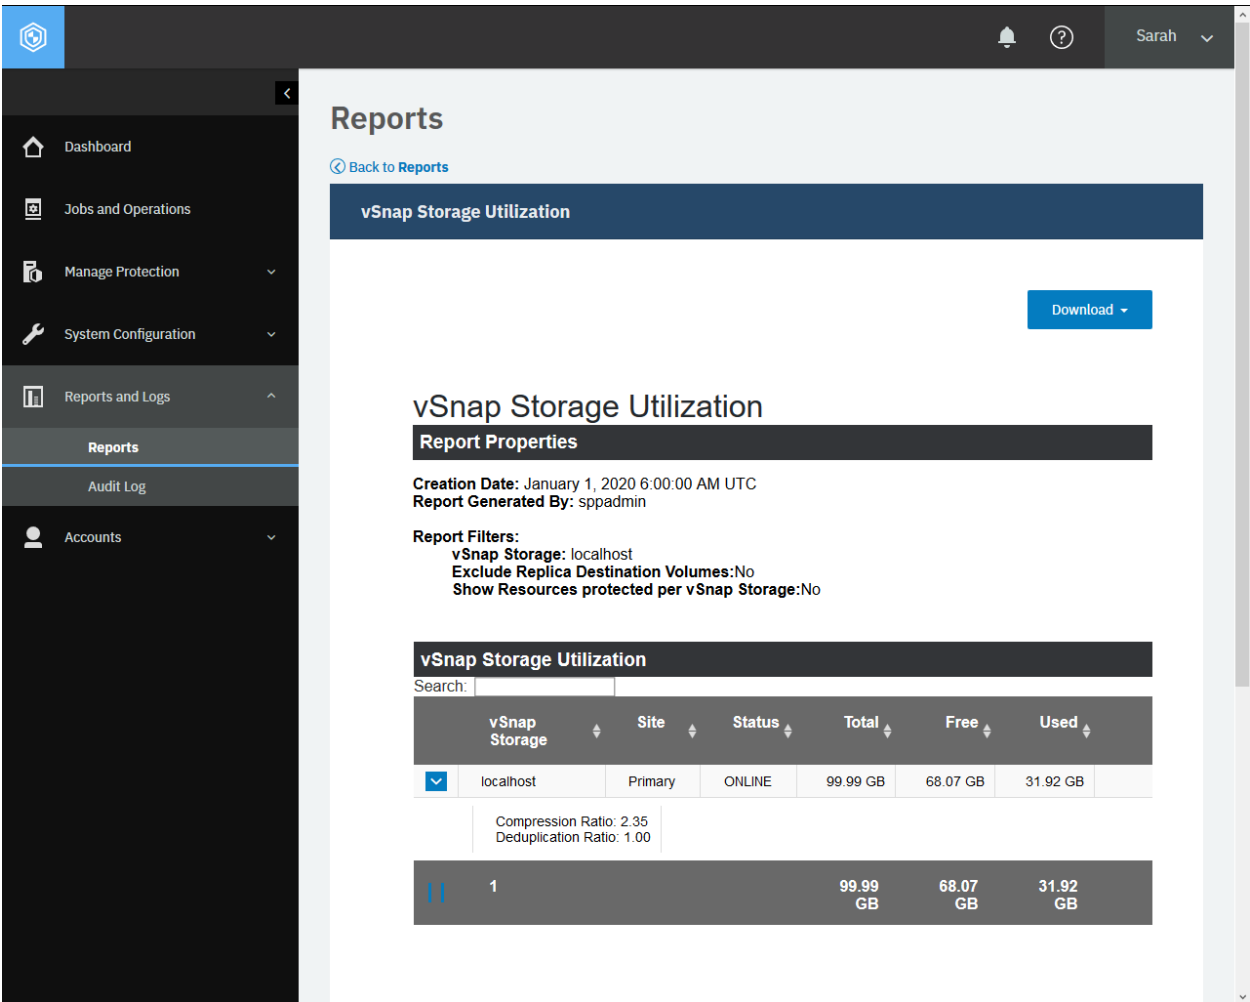 Sarah
Dashboard
Jobs and Operations
Manage Protection
System Configuration
Reports and Logs
Reports
Audit Log
Accounts
Reports
Back to Reports
vSnap Storage Utilization
Download
vSnap Storage Utilization
Report Properties
Creation Date: January 1, 2020 6:00:00 AM UTC
Report Generated By: sppadmin
Report Filters:
vSnap Storage: localhost
Exclude Replica Destination Volumes:No
Show Resources protected per vSnap Storage:No
vSnap Storage Utilization
Search:
vSnap Storage Site Status Total Free Used
localhost Primary ONLINE 99.99 GB 68.07 GB 31.92 GB
Compression Ratio: 2.35
Deduplication Ratio: 1.00
1 99.99 GB 68.07 GB 31.92 GB